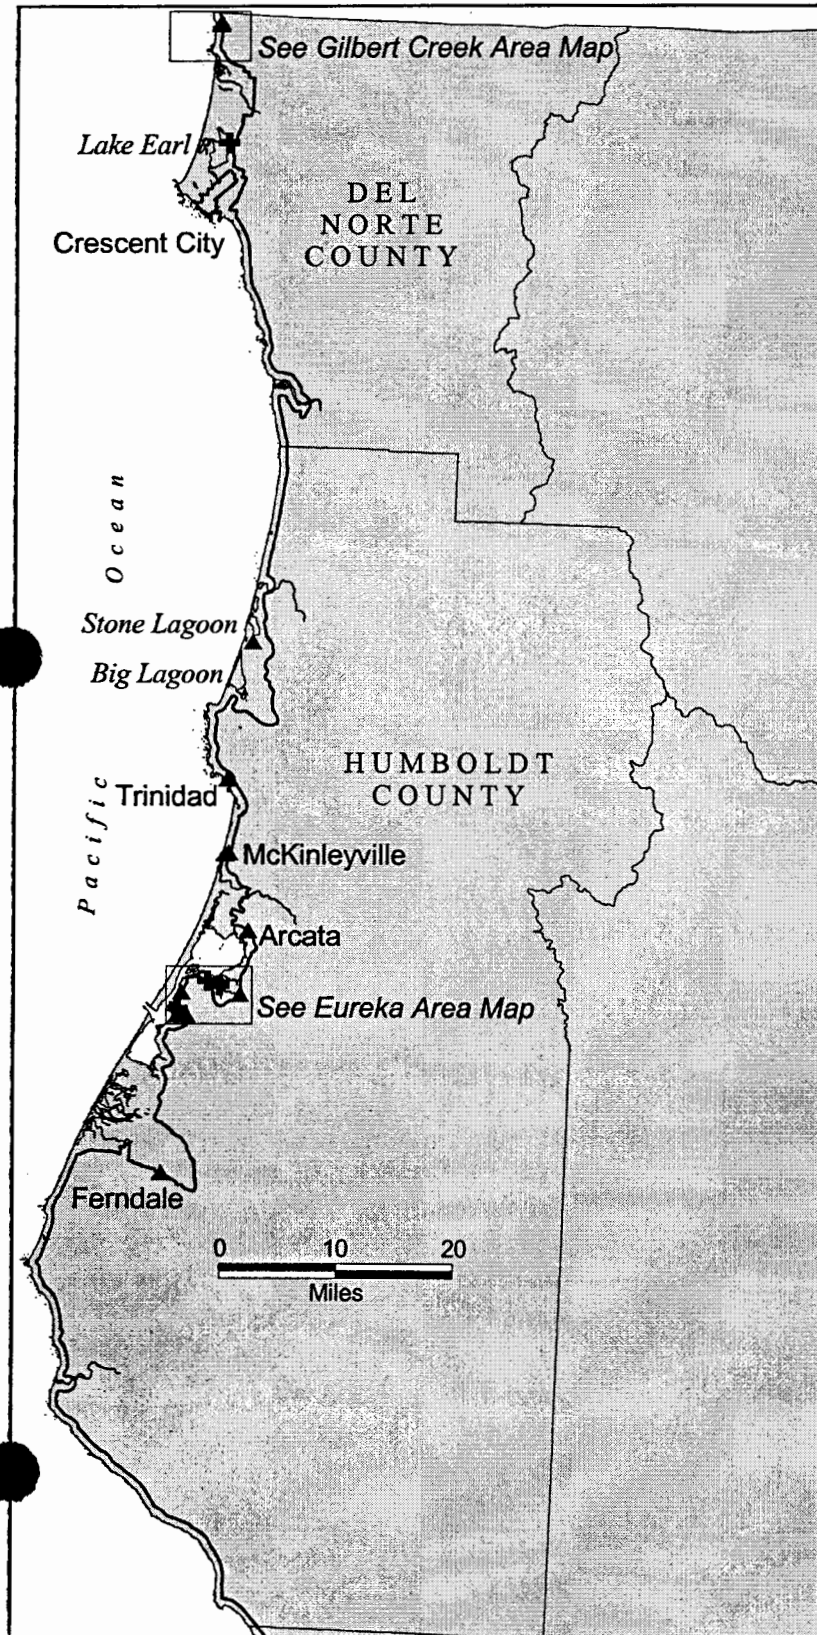 See Gilbert Creek Area Map
Lake Earl
DEL
NORTE
COUNTY
Crescent City
Ocean
Stone Lagoon
Big Lagoon
HUMBOLDT
COUNTY
Pacific
Trinidad
McKinleyville
Arcata
See Eureka Area Map
Ferndale
0 10 20
Miles